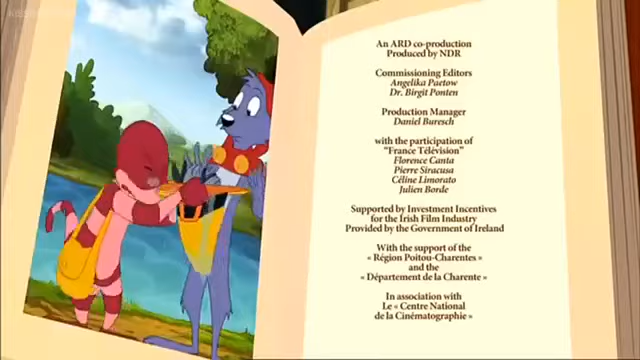 An ARD co-production
Produced by NDR
Commissioning Editors
Angelika Paetow
Dr. Birgit Ponten
Production Manager
Daniel Buresch
with the participation of
"France Télévision"
Florence Canta
Pierre Siracusa
Céline Limorato
Julien Borde
Supported by Investment Incentives
for the Irish Film Industry
Provided by the Government of Ireland
With the support of the
« Région Poitou-Charentes »
and the
« Département de la Charente »
In association with
Le « Centre National
de la Cinématographie »